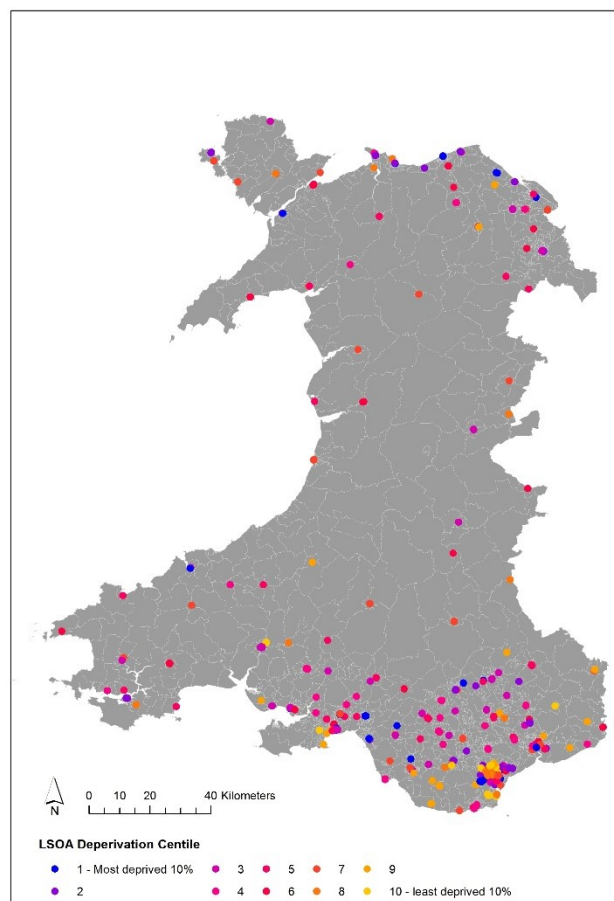 N
0 10 20 40 Kilometers
LSOA Deperivation Centile
1 - Most deprived 10% 3 5 7 9
2 4 6 8 10 - least deprived 10%